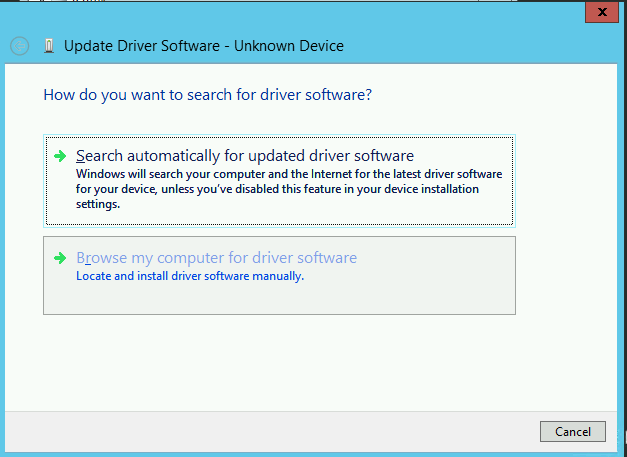 x
Update Driver Software - Unknown Device
How do you want to search for driver software?
Search automatically for updated driver software
Windows will search your computer and the Internet for the latest driver software
for your device, unless you've disabled this feature in your device installation
settings.
Browse my computer for driver software
Locate and install driver software manually.
Cancel